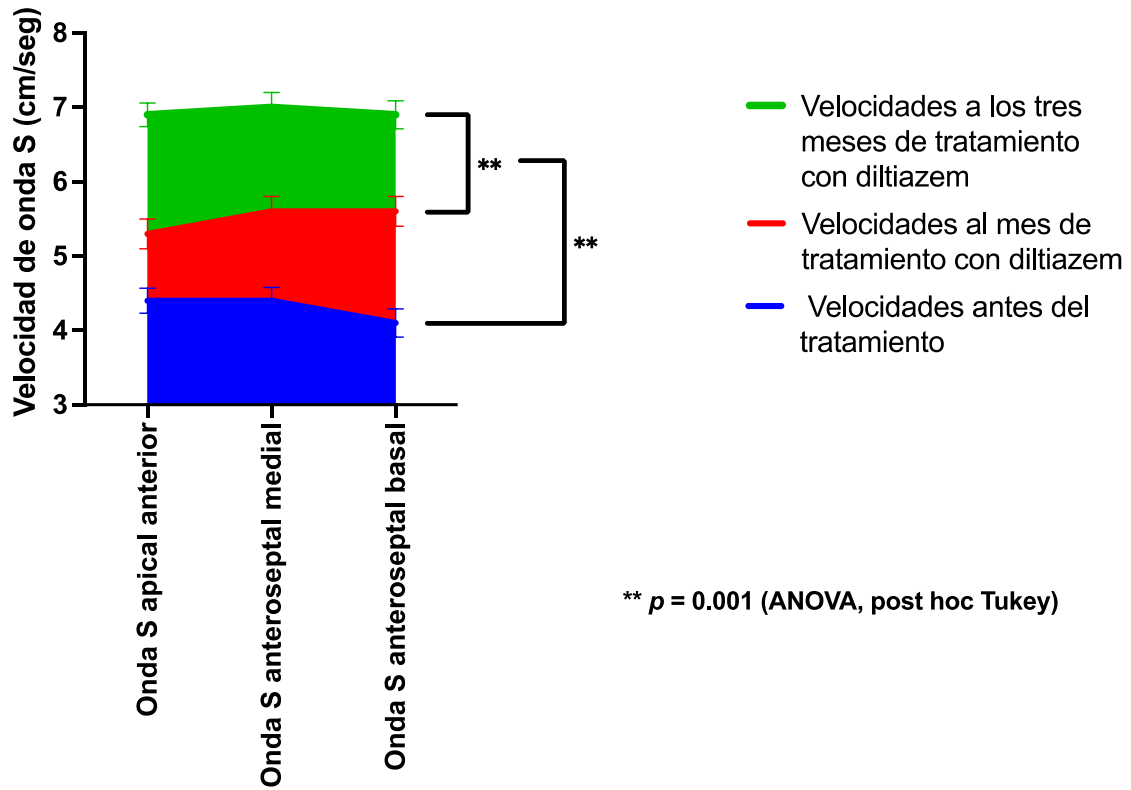 Velocidad de onda S (cm/seg)
8
7
6
5
4
3
Onda S apical anterior
Onda S anteroseptal medial
Onda S anteroseptal basal
**
**
Velocidades a los tres
meses de tratamiento
con diltiazem
Velocidades al mes de
tratamiento con diltiazem
Velocidades antes del
tratamiento
** p = 0.001 (ANOVA, post hoc Tukey)